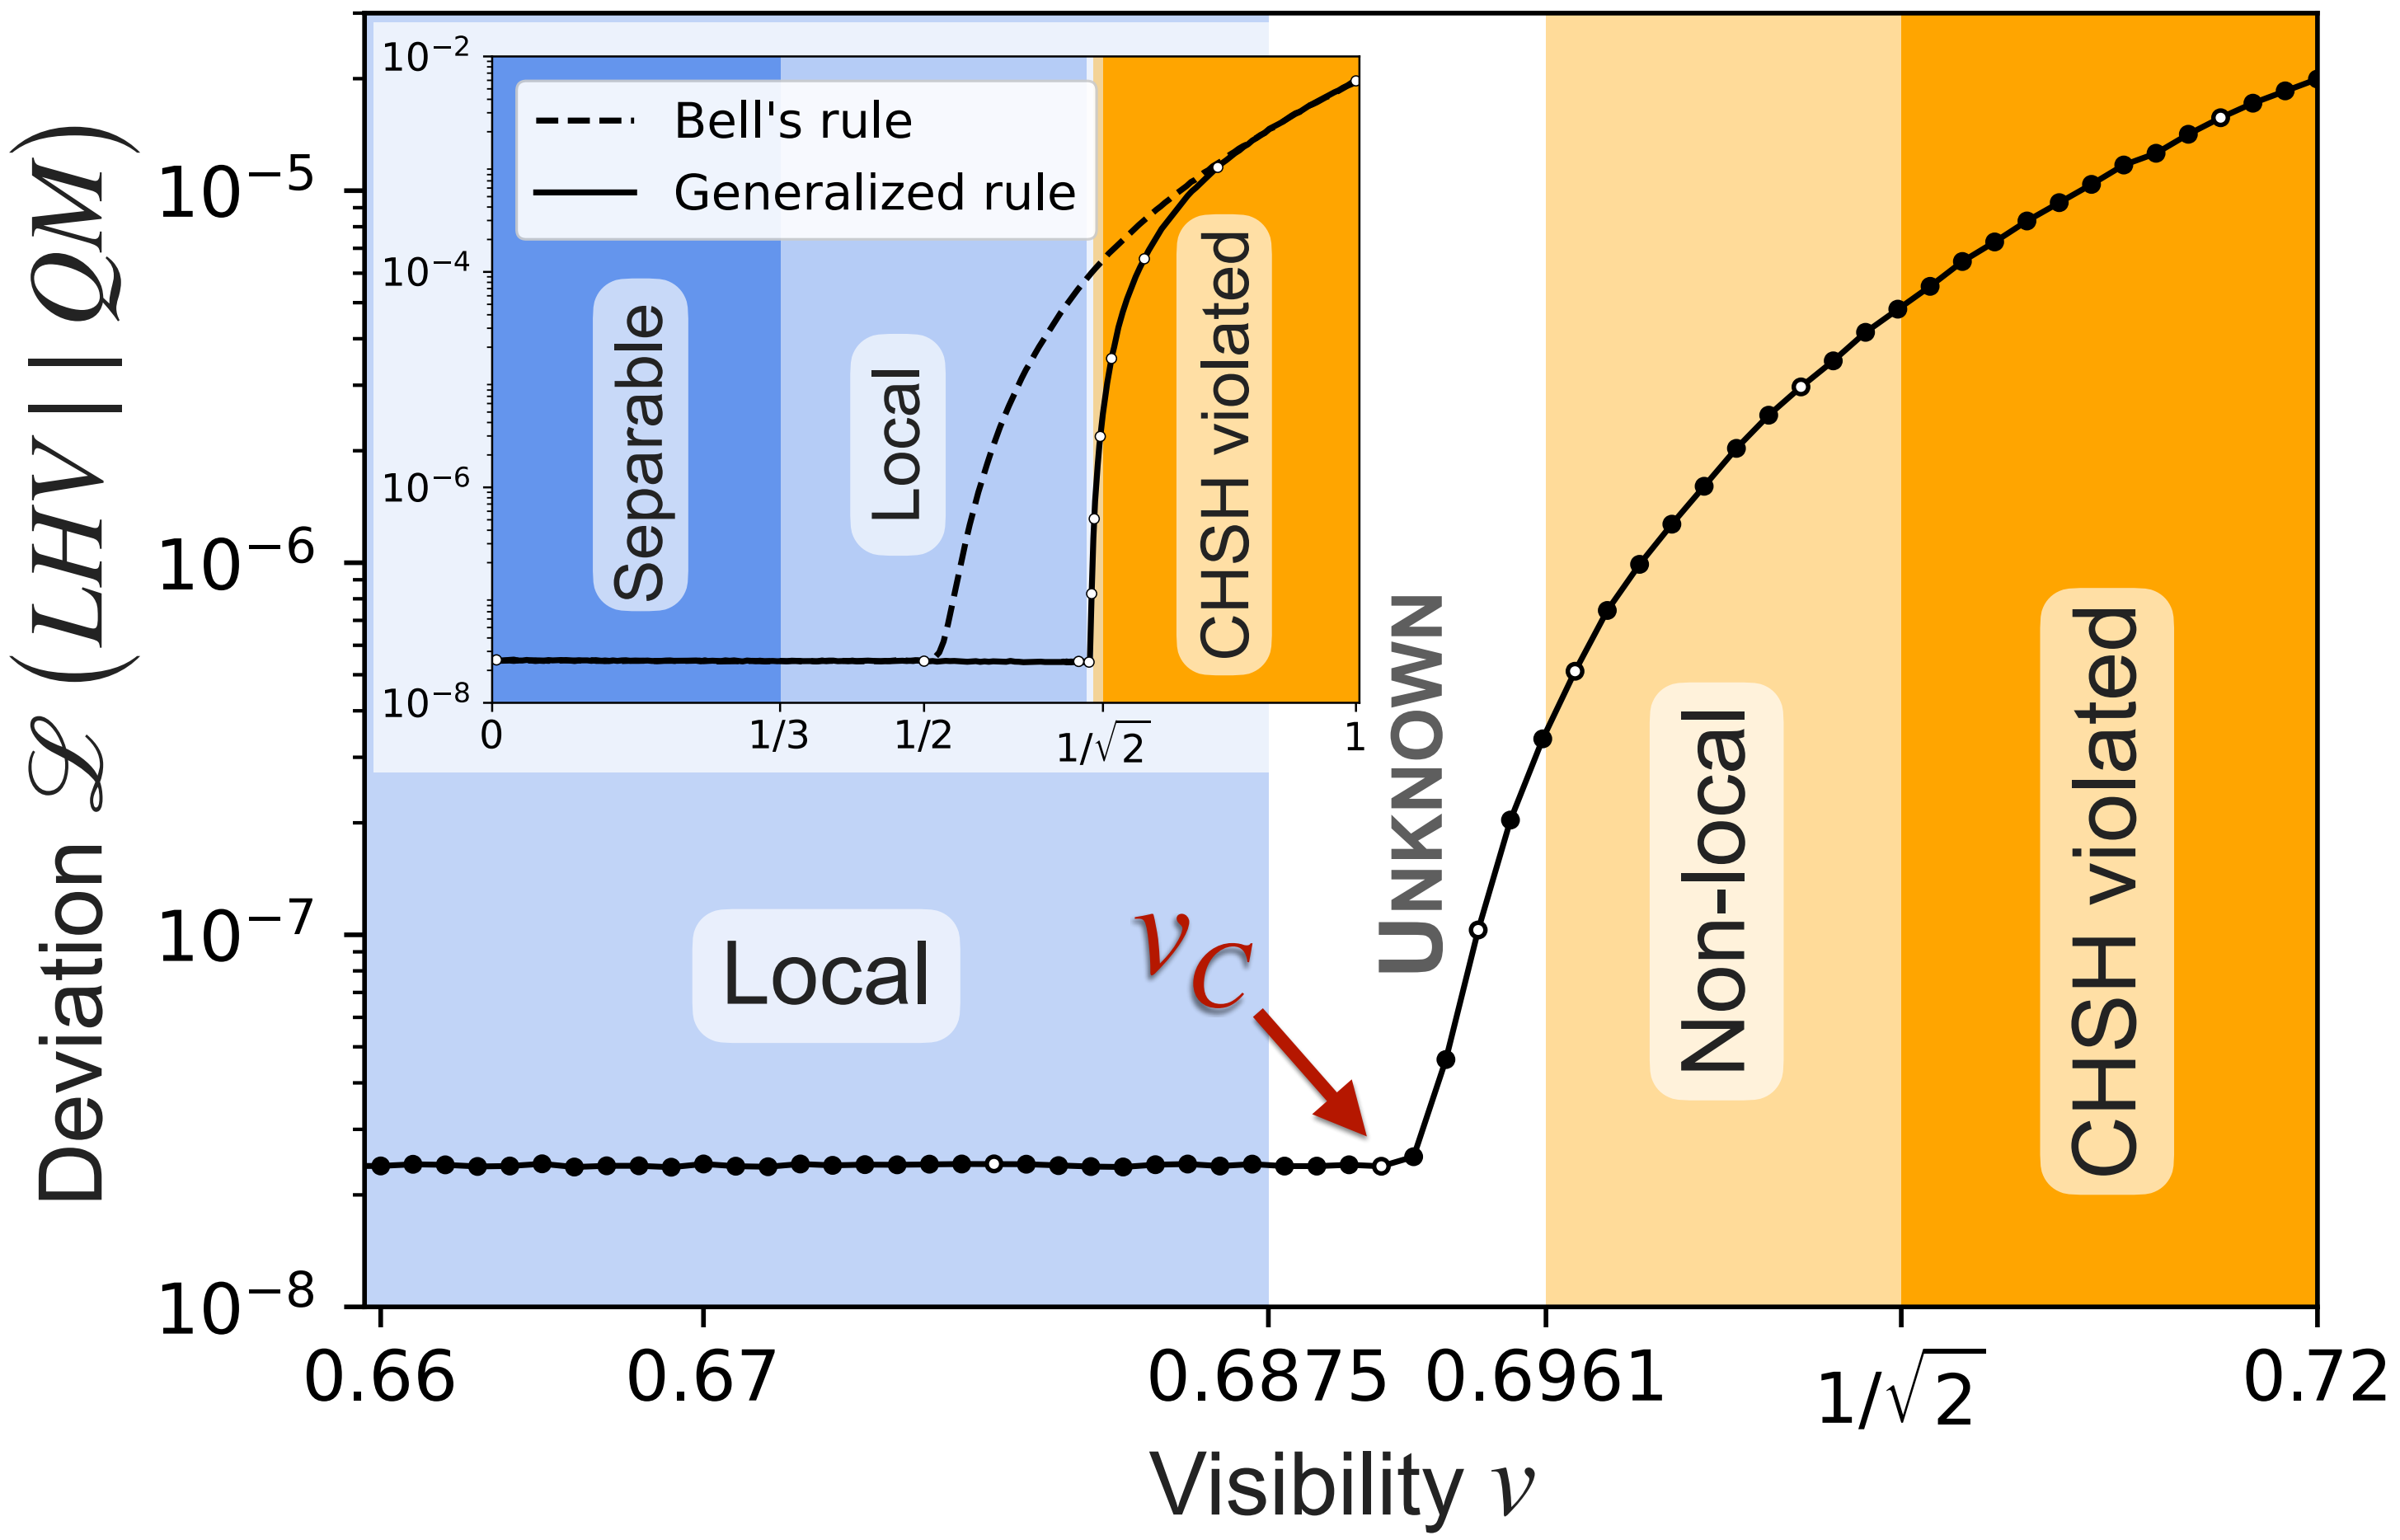 Deviation ℒ (LHIV || QM)
10⁻⁵
10⁻⁶
10⁻⁷
10⁻⁸
10⁻²
10⁻⁴
10⁻⁶
10⁻⁸
Bell's rule
Generalized rule
Separable
Local
CHSH violated
0
1/3
1/2
1/√2
1
Local
ν_C
UNKNOWN
Non-local
CHSH violated
0.66
0.67
0.6875
0.6961
1/√2
0.72
Visibility ν